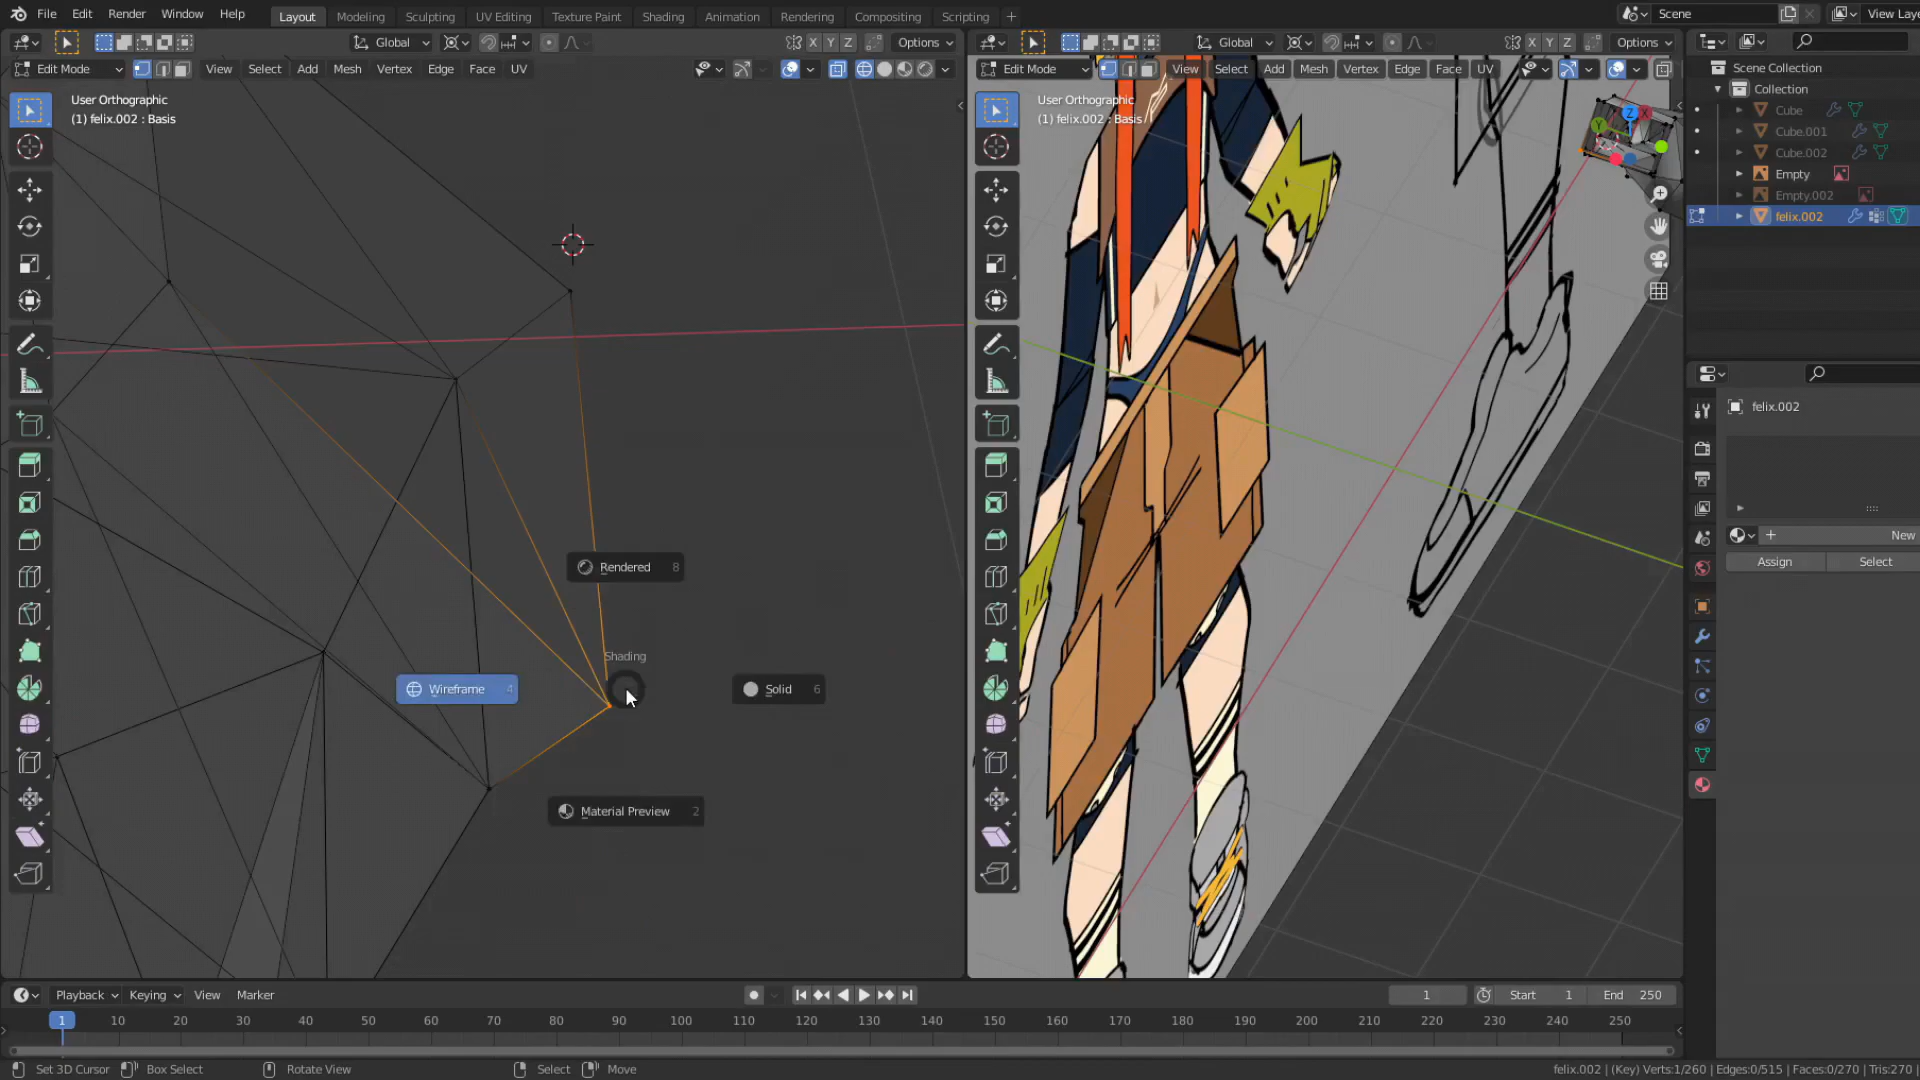 File Edit Render Window Help Layout Modeling Sculpting UV Editing Texture Paint Shading Animation Rendering Compositing Scripting + Scene View Laye
Global X Y Z Options Global X Y Z Options
Edit Mode View Select Add Mesh Vertex Edge Face UV Edit Mode View Select Add Mesh Vertex Edge Face UV
Scene Collection
Collection
User Orthographic
(1) felix.002 : Basis
User Orthographic
(1) felix.002 : Basis
Cube
Cube.001
Cube.002
Empty
Empty.002
felix.002
Z
X
Y
felix.002
New
Assign Select
Rendered 8
Shading
Wireframe 4
Solid 6
Material Preview 2
Playback Keying View Marker 1 Start 1 End 250
1 10 20 30 40 50 60 70 80 90 100 110 120 130 140 150 160 170 180 190 200 210 220 230 240 250
Set 3D Cursor Box Select Rotate View Select Move felix.002 | (Key) Verts:1/260 | Edges:0/515 | Faces:0/270 | Tris:270